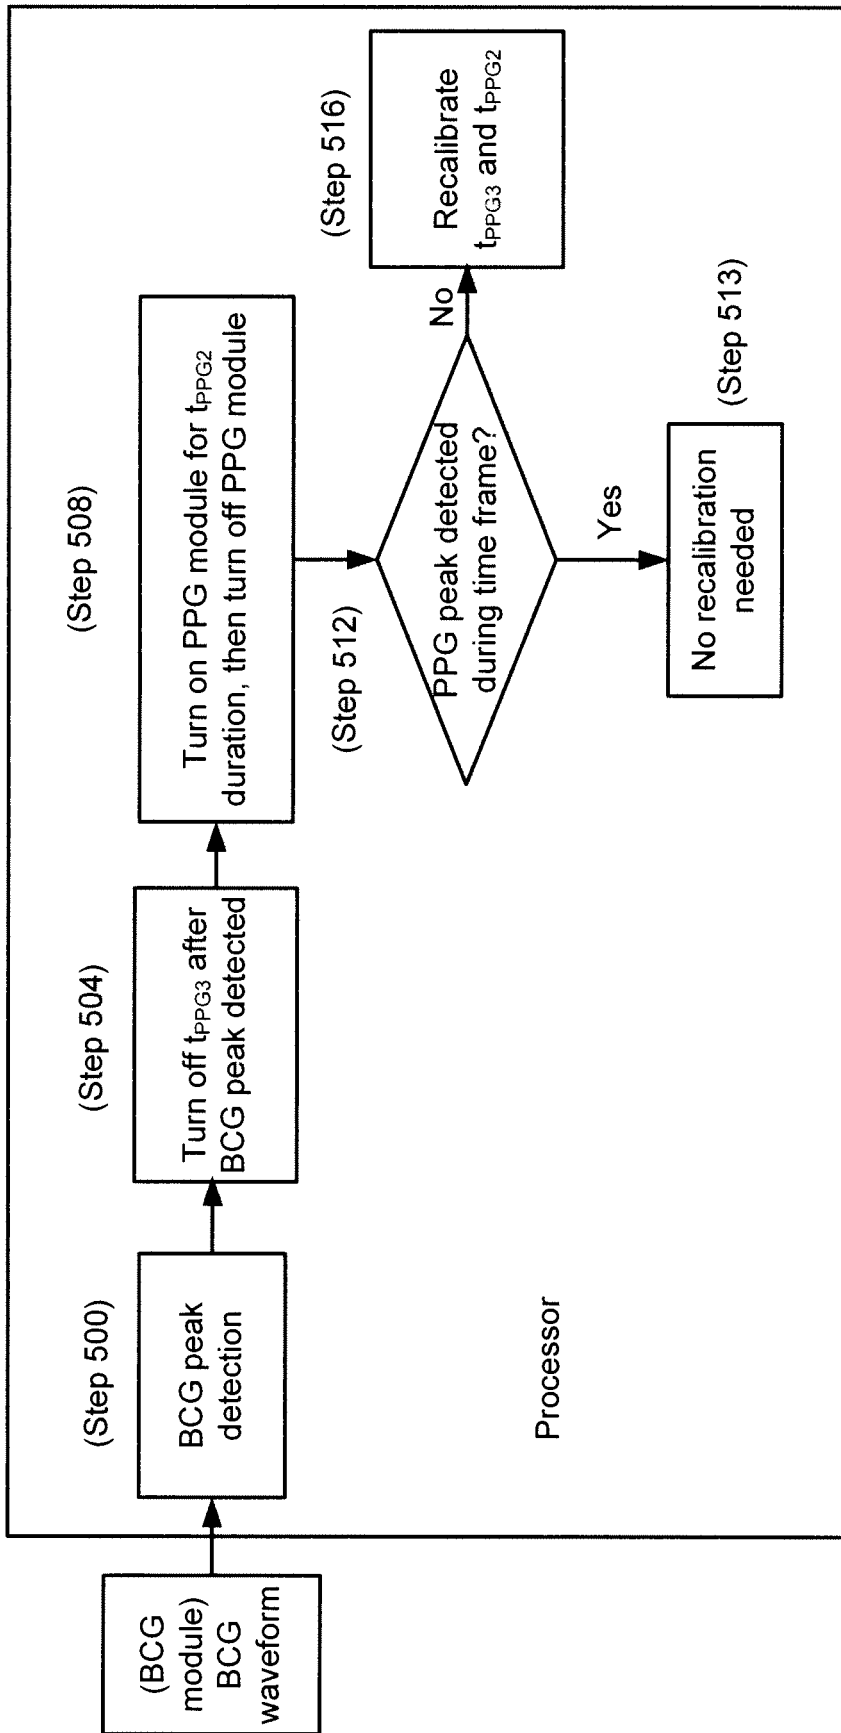 (BCG
module)
BCG
waveform
(Step 500)
BCG peak
detection
(Step 504)
Turn off tPPG3 after
BCG peak detected
(Step 508)
Turn on PPG module for tPPG2
duration, then turn off PPG module
(Step 512)
PPG peak detected
during time frame?
No
(Step 516)
Recalibrate
tPPG3 and tPPG2
Yes
(Step 513)
No recalibration
needed
Processor